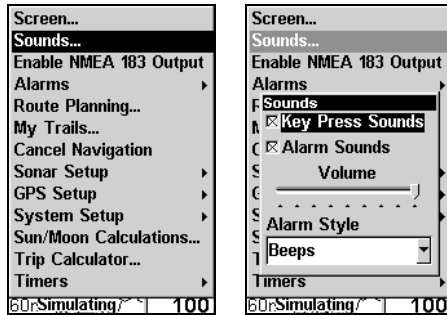 Screen...
Sounds...
Enable NMEA 183 Output
Alarms
Route Planning...
My Trails...
Cancel Navigation
Sonar Setup
GPS Setup
System Setup
Sun/Moon Calculations...
Trip Calculator...
Timers
Simulating
100
Screen...
Sounds...
Enable NMEA 183 Output
Alarms
Sounds
Key Press Sounds
Alarm Sounds
Volume
Alarm Style
Beeps
Timers
Simulating
100